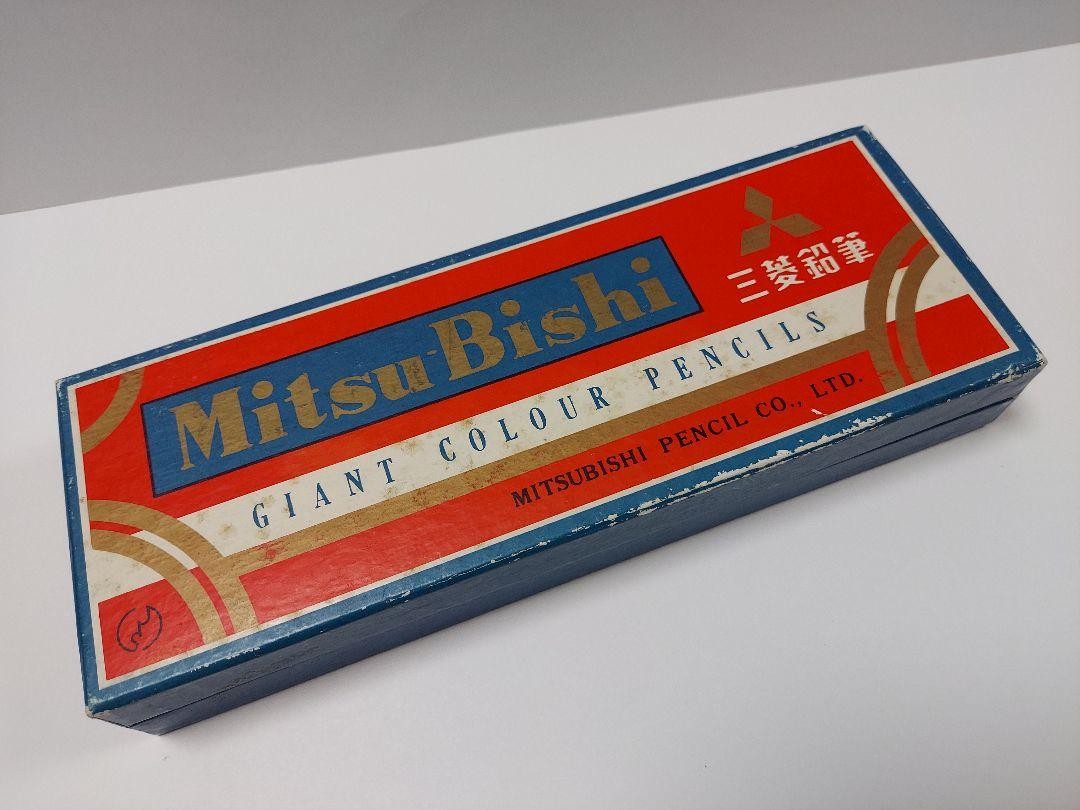 Mitsu-Bishi
三菱鉛筆
GIANT COLOUR PENCILS
MITSUBISHI PENCIL CO., LTD.